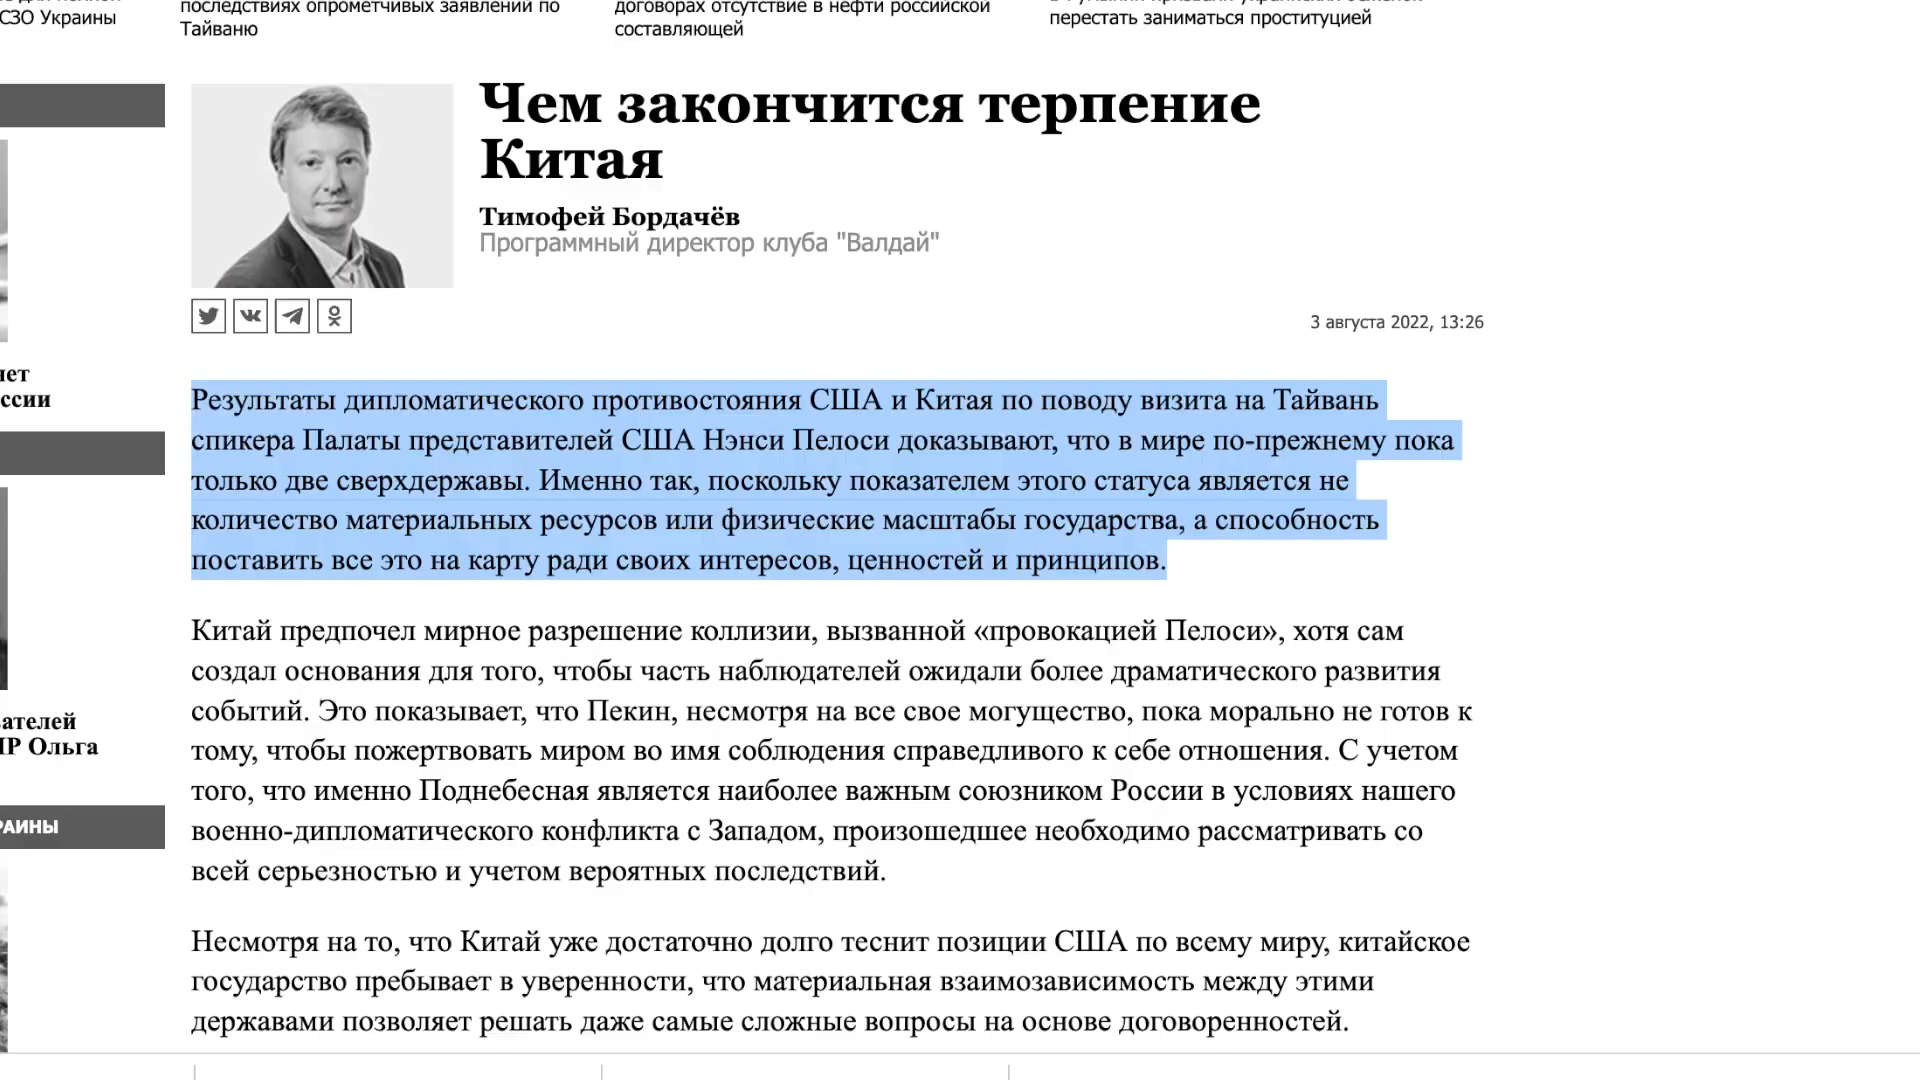 СЗО Украины
последствиях опрометчивых заявлений по
Тайваню
договорах отсутствие в нефти российской
составляющей
перестать заниматься проституцией
Чем закончится терпение
Китая
Тимофей Бордачёв
Программный директор клуба "Валдай"
3 августа 2022, 13:26
Результаты дипломатического противостояния США и Китая по поводу визита на Тайвань
спикера Палаты представителей США Нэнси Пелоси доказывают, что в мире по-прежнему пока
только две сверхдержавы. Именно так, поскольку показателем этого статуса является не
количество материальных ресурсов или физические масштабы государства, а способность
поставить все это на карту ради своих интересов, ценностей и принципов.
Китай предпочел мирное разрешение коллизии, вызванной «провокацией Пелоси», хотя сам
создал основания для того, чтобы часть наблюдателей ожидали более драматического развития
событий. Это показывает, что Пекин, несмотря на все свое могущество, пока морально не готов к
тому, чтобы пожертвовать миром во имя соблюдения справедливого к себе отношения. С учетом
того, что именно Поднебесная является наиболее важным союзником России в условиях нашего
военно-дипломатического конфликта с Западом, произошедшее необходимо рассматривать со
всей серьезностью и учетом вероятных последствий.
Несмотря на то, что Китай уже достаточно долго теснит позиции США по всему миру, китайское
государство пребывает в уверенности, что материальная взаимозависимость между этими
державами позволяет решать даже самые сложные вопросы на основе договоренностей.
ссии
ателей
Ольга
РАИНЫ